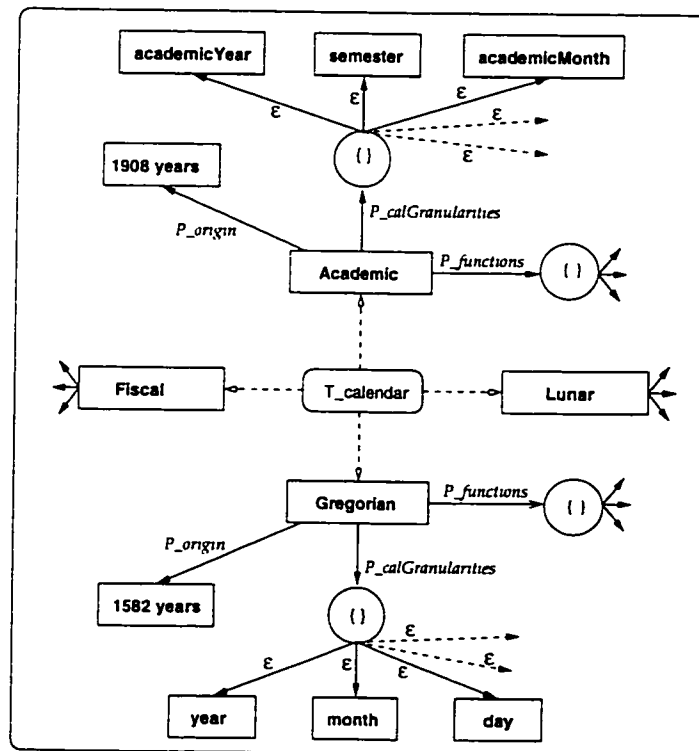 academicYear semester academicMonth
ε ε ε ε
ε
{ }
1908 years
P_calGranularities
P_origin
P_functions
Academic { }
Fiscal T_calendar Lunar
P_functions
Gregorian { }
P_origin
P_calGranularities
1582 years
{ }
ε
ε ε ε ε
year month day